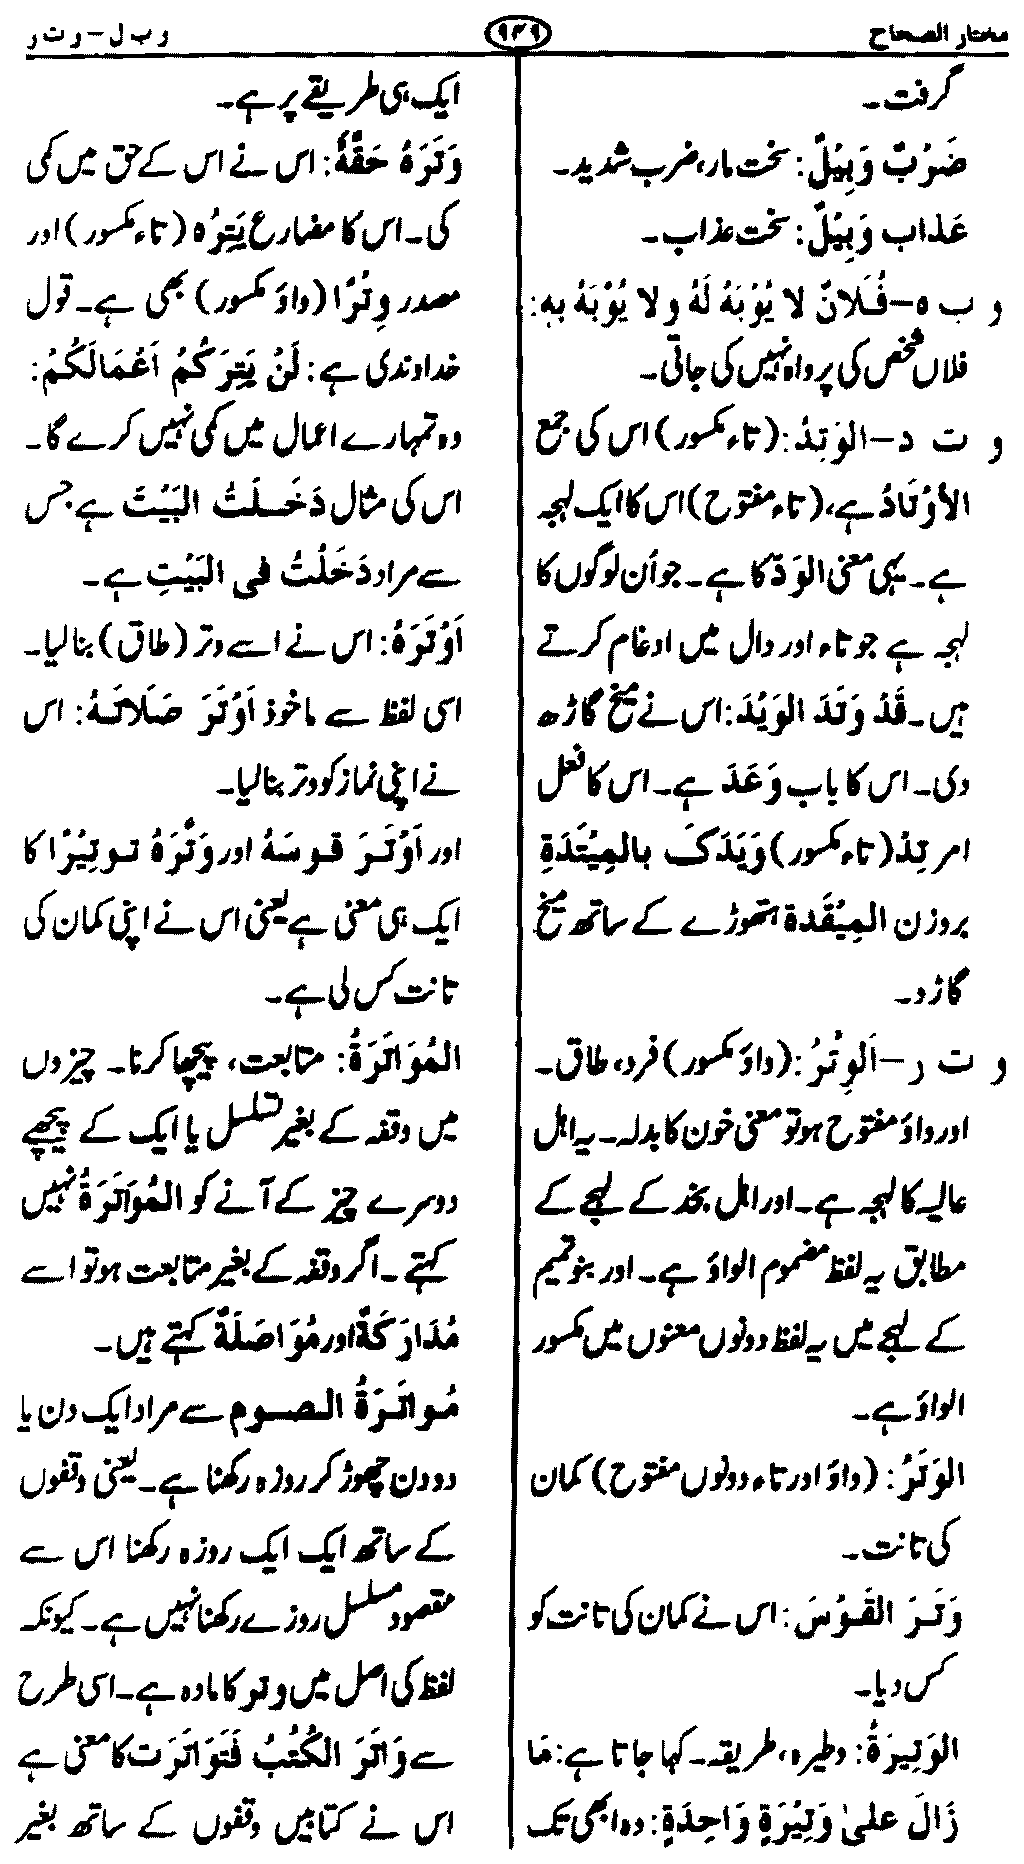 مختار الصحاح
۹۳۹
و ب ل – و ت ر
گرفت۔
ضَرْبٌ وَبِيْلٌ: سخت مار، ضرب شدید۔
عَذاب وَبِيْلٌ: سخت عذاب۔
و ب ہ – فُلَانٌ لا يُوْبَهُ لَهُ ولا يُوْبَهُ بِهِ:
فلاں شخص کی پرواہ نہیں کی جاتی۔
و ت د – الوَتِدُ: (تاء مکسور) اس کی جمع
الأَوْتَادُ ہے، (تاء مفتوح) اس کا ایک لہجہ
ہے۔ یہی معنی الوَدّ کا ہے۔ جو اُن لوگوں کا
لہجہ ہے جو تاء اور دال میں ادغام کرتے
ہیں۔ قَدْ وَتَدَ الوَيْدَ: اس نے میخ گاڑھ
دی۔ اس کا باب وَعَدَ ہے۔ اس کا فعل
امر تِدْ (تاء مکسور) وَيَدَكَ بالمِيْتَدَةِ
بروزن المِيْقَدة ہتھوڑے کے ساتھ میخ
گاڑدو۔
و ت ر – اَلوِتْرُ: (واؤ مکسور) فرد، طاق۔
اور واؤ مفتوح ہو تو معنی خون کا بدلہ۔ یہ اہل
عالیہ کا لہجہ ہے۔ اور اہل نجد کے لہجے کے
مطابق یہ لفظ مضموم الواؤ ہے۔ اور بنو تمیم
کے لہجے میں یہ لفظ دونوں معنوں میں مکسور
الواؤ ہے۔
الوَتَرُ: (واؤ اور تاء دونوں مفتوح) کمان
کی تانت۔
وَتَرَ القَوْسَ: اس نے کمان کی تانت کو
کس دیا۔
الوَتِيرَةُ: وطیرہ، طریقہ۔ کہا جاتا ہے: مَا
زَالَ علىٰ وَتِيْرَةٍ وَاحِدَةٍ: وہ ابھی تک
ایک ہی طریقے پر ہے۔
وَتَرَهُ حَقَّهُ: اس نے اس کے حق میں کمی
کی۔ اس کا مضارع يَتِرُه (تاء مکسور) اور
مصدر وِتْرًا (واؤ مکسور) بھی ہے۔ قول
خداوندی ہے: لَنْ يَتِرَكُمْ اَعْمَالَكُمْ:
وہ تمہارے اعمال میں کمی نہیں کرے گا۔
اس کی مثال دَخَلْتُ البَيْتَ ہے جس
سے مراد دَخَلْتُ فِى البَيْتِ ہے۔
اَوْتَرَهُ: اس نے اسے وتر (طاق) بنالیا۔
اسی لفظ سے ماخوذ اَوْتَرَ صَلَاتَهُ: اس
نے اپنی نماز کو وتر بنالیا۔
اور اَوْتَرَ قوسَهُ اور وَتَّرَهُ توتِيْرًا کا
ایک ہی معنی ہے یعنی اس نے اپنی کمان کی
تانت کس لی ہے۔
المُوَاتَرَةُ: متابعت، پیچھا کرنا۔ چیزوں
میں وقفہ کے بغیر تسلسل یا ایک کے پیچھے
دوسرے چیز کے آنے کو المُوَاتَرَةُ نہیں
کہتے۔ اگر وقفہ کے بغیر متابعت ہو تو اسے
مُدَارَكَةٌ اور مُوَاصَلَةٌ کہتے ہیں۔
مُواتَرَةُ الصوم سے مراد ایک دن یا
دو دن چھوڑ کر روزہ رکھنا ہے۔ یعنی وقفوں
کے ساتھ ایک ایک روزہ رکھنا اس سے
مقصود مسلسل روزے رکھنا نہیں ہے۔ کیونکہ
لفظ کی اصل میں وتر کا مادہ ہے۔ اسی طرح
سے وَاتَرَ الكُتُبُ فَتَوَاتَرَت کا معنی ہے
اس نے کتابیں وقفوں کے ساتھ بغیر